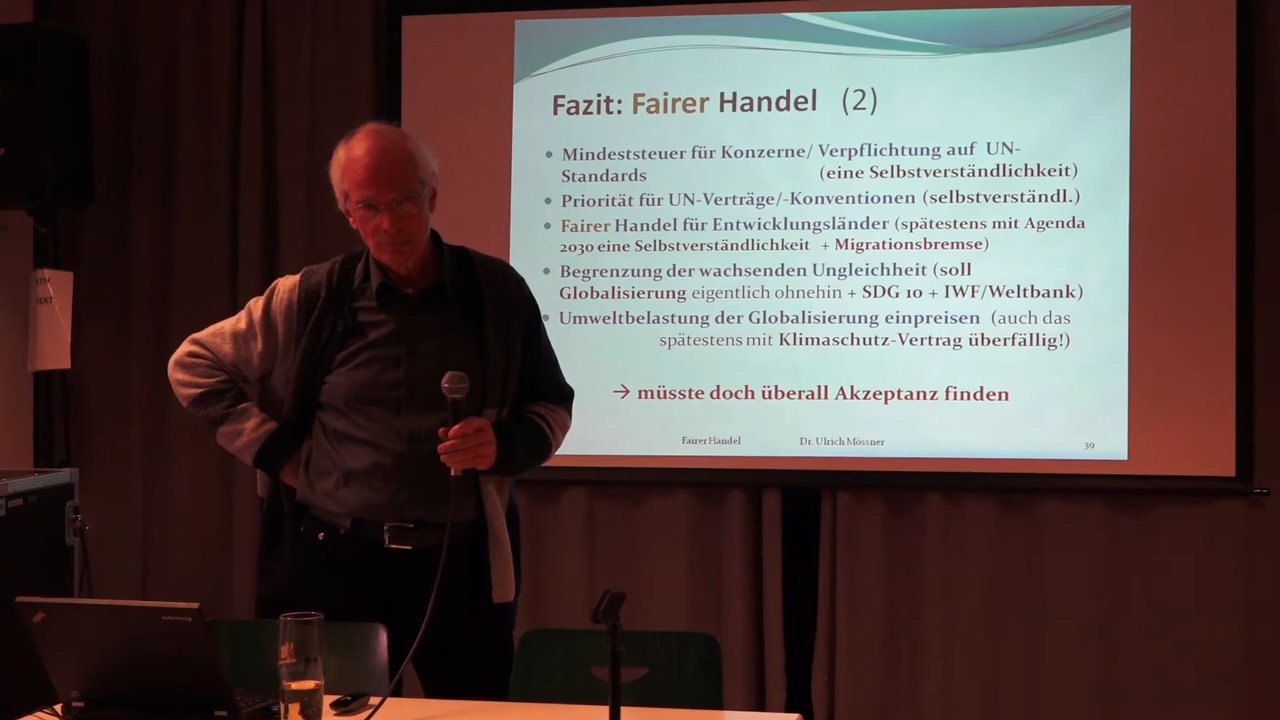 Fazit: Fairer Handel (2)
• Mindeststeuer für Konzerne/ Verpflichtung auf UN-
Standards (eine Selbstverständlichkeit)
• Priorität für UN-Verträge/-Konventionen (selbstverständl.)
• Fairer Handel für Entwicklungsländer (spätestens mit Agenda
2030 eine Selbstverständlichkeit + Migrationsbremse)
• Begrenzung der wachsenden Ungleichheit (soll
Globalisierung eigentlich ohnehin + SDG 10 + IWF/Weltbank)
• Umweltbelastung der Globalisierung einpreisen (auch das
spätestens mit Klimaschutz-Vertrag überfällig!)
→ müsste doch überall Akzeptanz finden
Fairer Handel Dr. Ulrich Mössner 39